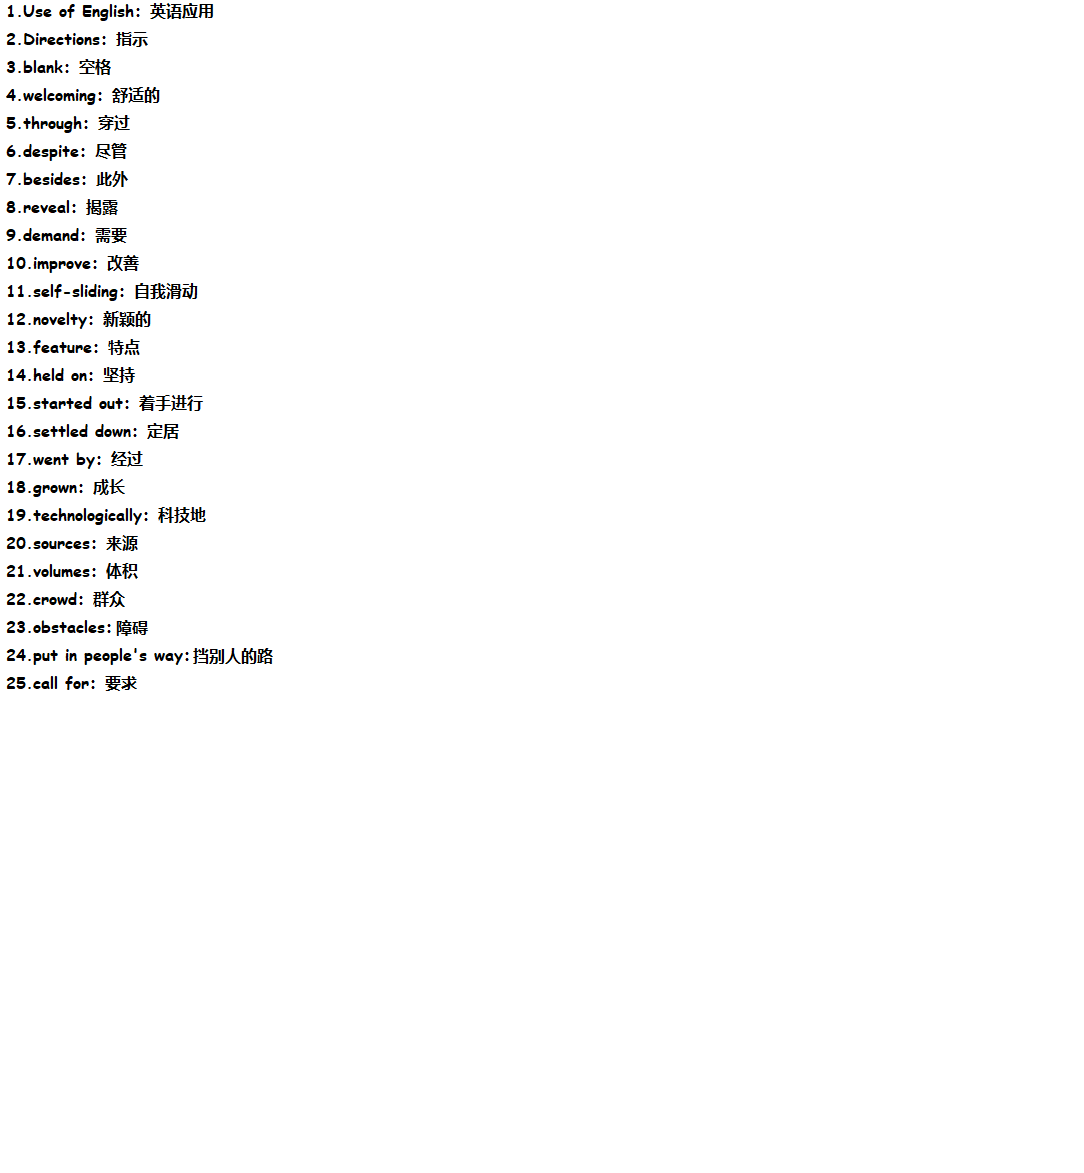 1.Use of English：英语应用
2.Directions：指示
3.blank：空格
4.welcoming：舒适的
5.through：穿过
6.despite：尽管
7.besides：此外
8.reveal：揭露
9.demand：需要
10.improve：改善
11.self-sliding：自我滑动
12.novelty：新颖的
13.feature：特点
14.held on：坚持
15.started out：着手进行
16.settled down：定居
17.went by：经过
18.grown：成长
19.technologically：科技地
20.sources：来源
21.volumes：体积
22.crowd：群众
23.obstacles:障碍
24.put in people's way:挡别人的路
25.call for：要求